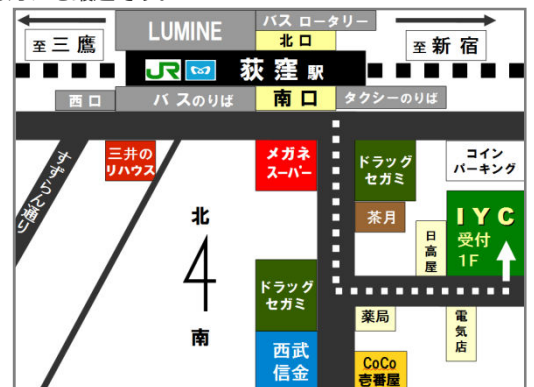 LUMINE
バス ロータリー
北口
至 三 鷹
至 新 宿
JR
荻 窪 駅
西 口
バ スのりば
南 口
タクシーのりば
すずらん通り
三井の
リハウス
メガネ
スーパー
ドラッグ
セガミ
コイン
パーキング
茶月
日高屋
I Y C
受付
1F
北
南
ドラッグ
セガミ
薬局
電気店
西武
信金
CoCo
壱番屋